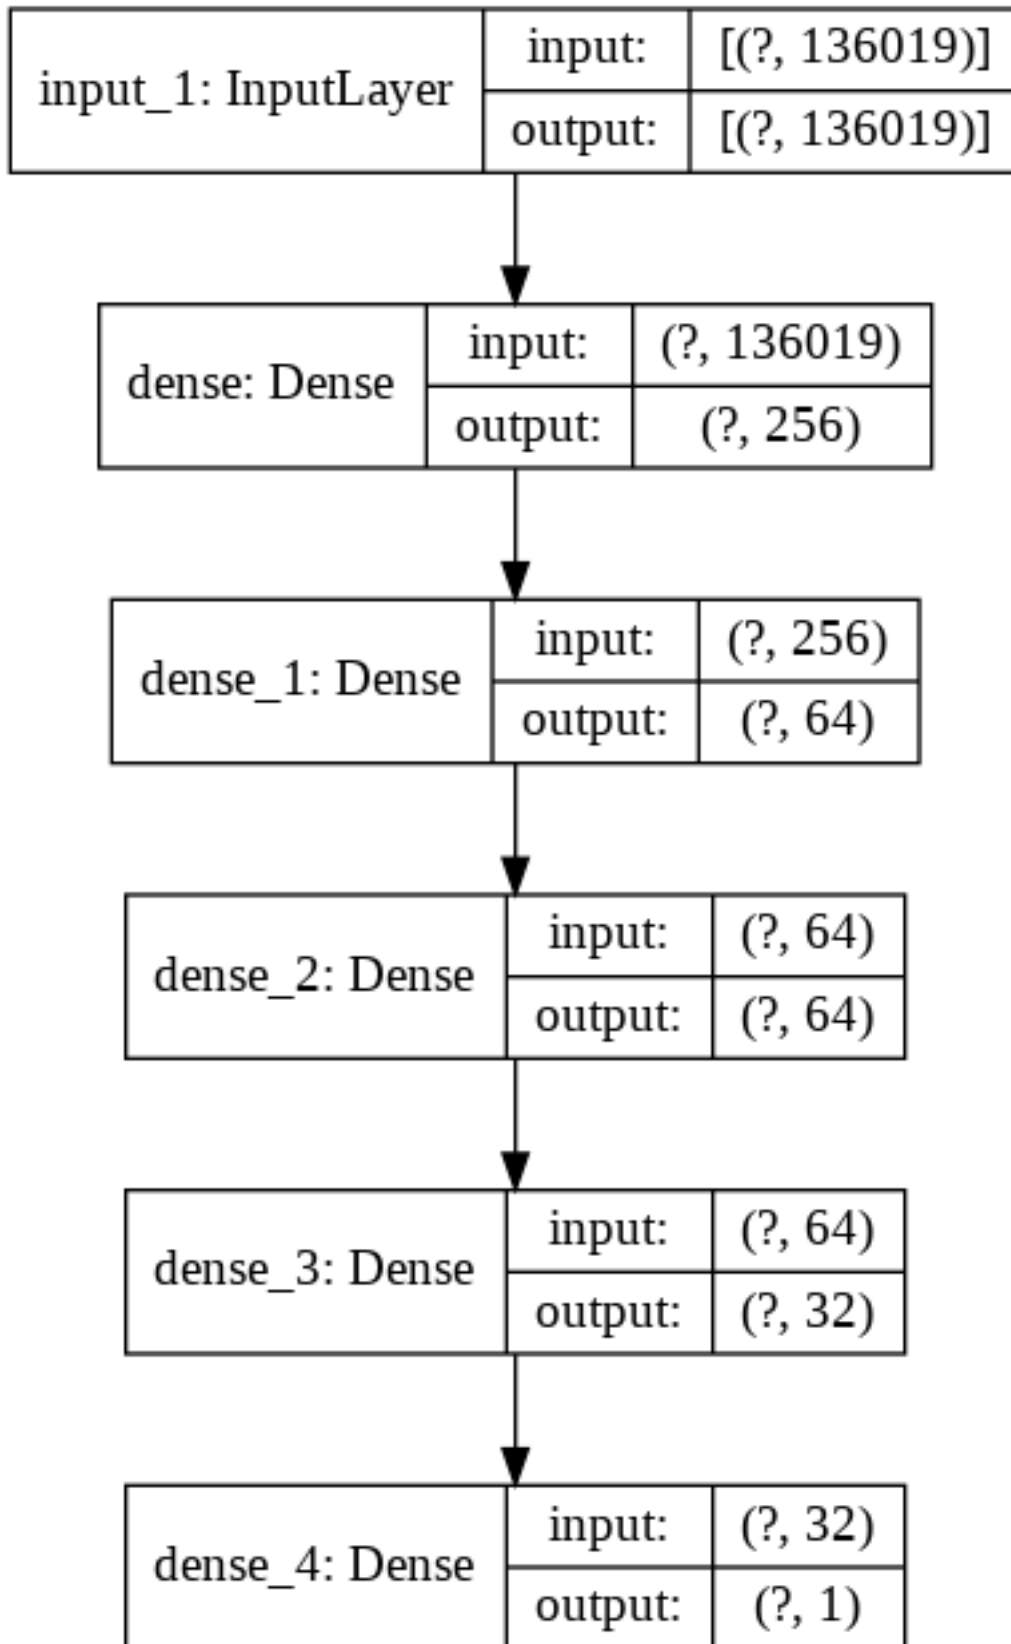 input_1: InputLayer
input: [(?, 136019)]
output: [(?, 136019)]
dense: Dense
input: (?, 136019)
output: (?, 256)
dense_1: Dense
input: (?, 256)
output: (?, 64)
dense_2: Dense
input: (?, 64)
output: (?, 64)
dense_3: Dense
input: (?, 64)
output: (?, 32)
dense_4: Dense
input: (?, 32)
output: (?, 1)